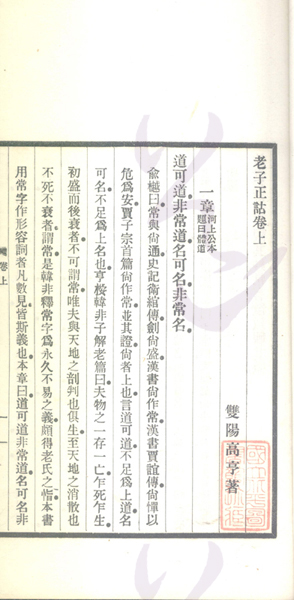 老子正詁卷上
雙陽高亨著
一章河上公本題曰體道
道可道非常道名可名非常名
兪樾曰常與尙通史記衛綰傳劍尙盛漢書尙作常漢書賈誼傳尙憚以
危爲安賈子宗首篇尙作常並其證尙者上也言道可道不足爲上道名
可名不足爲上名也亨按韓非子解老篇曰夫物之一存一亡乍死乍生
初盛而後衰者不可謂常唯夫與天地之剖判也俱生至天地之消散也
不死不衰者謂常是韓非釋常字爲永久不易之義頗得老氏之恉本書
用常字作形容詞者凡數見皆斯義也本章曰道可道非常道名可名非
卷上
一